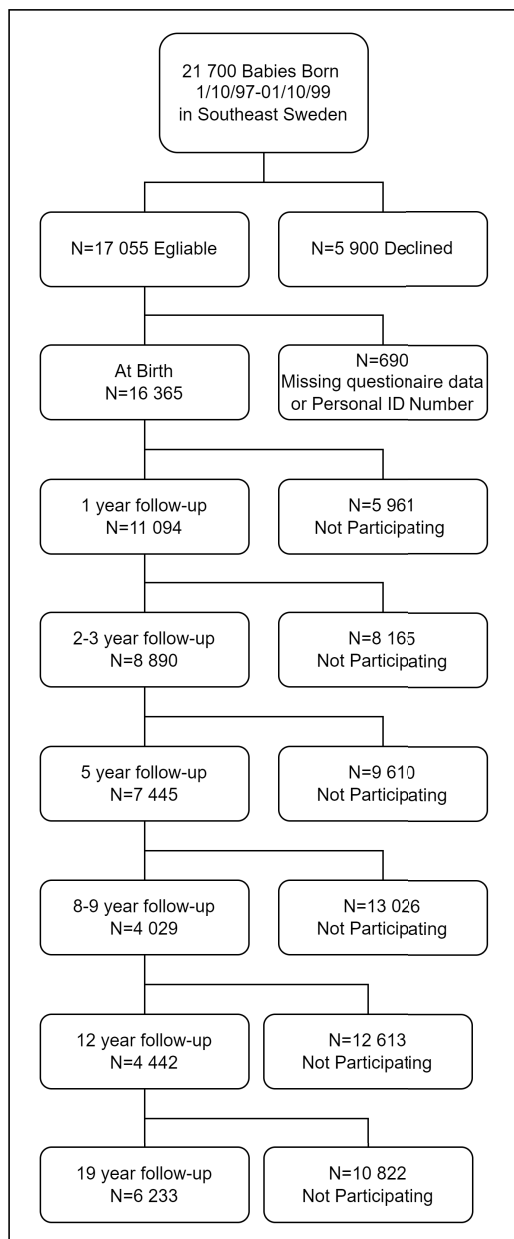 21 700 Babies Born
1/10/97-01/10/99
in Southeast Sweden
N=17 055 Egliable
N=5 900 Declined
At Birth
N=16 365
N=690
Missing questionaire data
or Personal ID Number
1 year follow-up
N=11 094
N=5 961
Not Participating
2-3 year follow-up
N=8 890
N=8 165
Not Participating
5 year follow-up
N=7 445
N=9 610
Not Participating
8-9 year follow-up
N=4 029
N=13 026
Not Participating
12 year follow-up
N=4 442
N=12 613
Not Participating
19 year follow-up
N=6 233
N=10 822
Not Participating